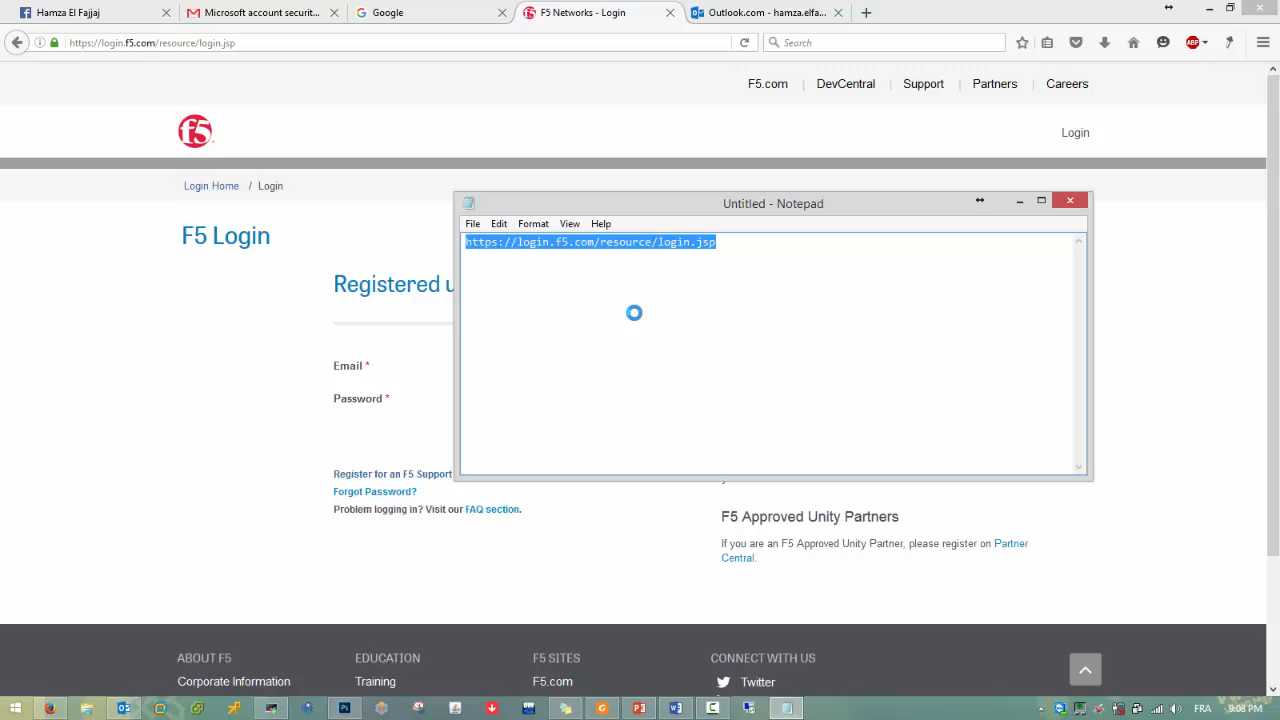 Hamza El Fajjaj
Microsoft account securit...
Google
F5 Networks - Login
Outlook.com - hamza.elfa...
https://login.f5.com/resource/login.jsp
Search
ABP
F5.com
DevCentral
Support
Partners
Careers
f5
Login
Login Home / Login
F5 Login
Registered u
Email *
Password *
Register for an F5 Support
Forgot Password?
Problem logging in? Visit our FAQ section.
Untitled - Notepad
File Edit Format View Help
https://login.f5.com/resource/login.jsp
F5 Approved Unity Partners
If you are an F5 Approved Unity Partner, please register on Partner
Central.
ABOUT F5
Corporate Information
EDUCATION
Training
F5 SITES
F5.com
CONNECT WITH US
Twitter
FRA
9:08 PM